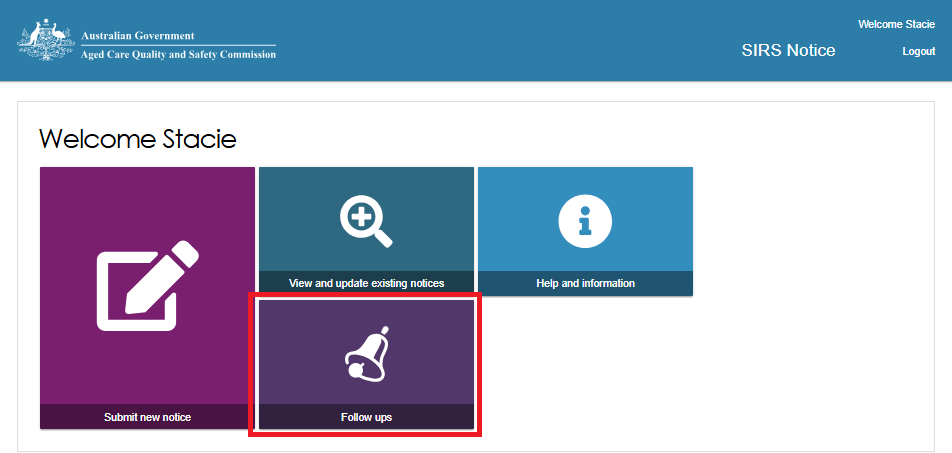 Australian Government
Aged Care Quality and Safety Commission
Welcome Stacie
SIRS Notice
Logout
Welcome Stacie
Submit new notice
View and update existing notices
Help and information
Follow ups